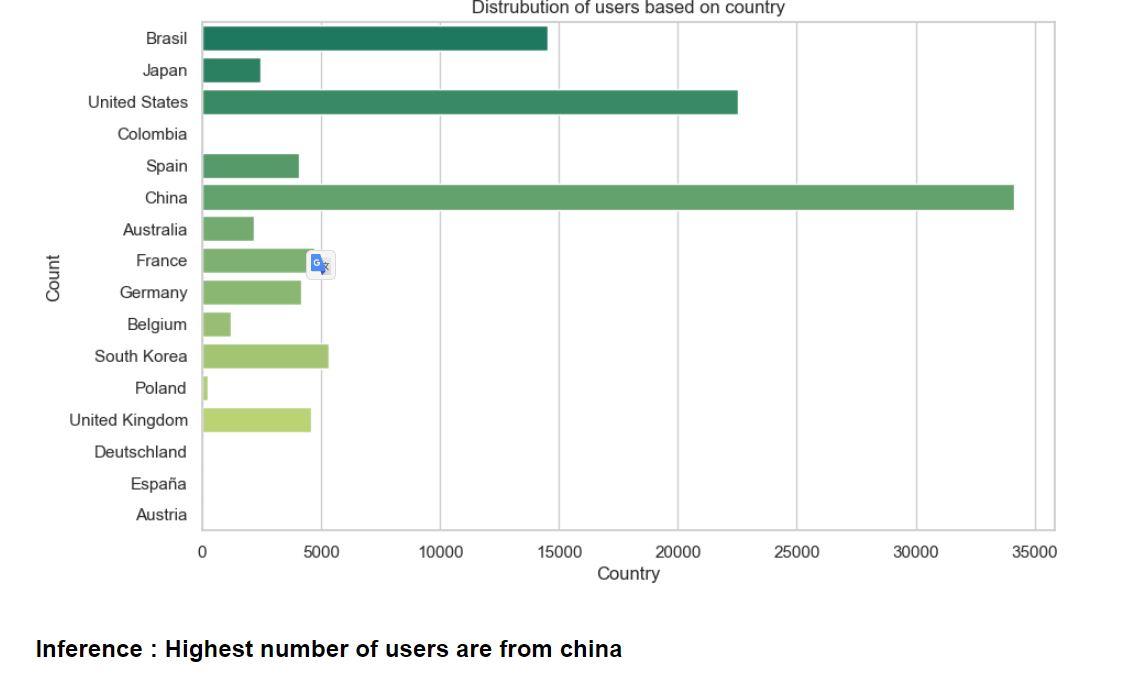 Distrubution of users based on country
Brasil
Japan
United States
Colombia
Spain
China
Australia
France
Germany
Belgium
South Korea
Poland
United Kingdom
Deutschland
España
Austria
Count
0 5000 10000 15000 20000 25000 30000 35000
Country
Inference : Highest number of users are from china